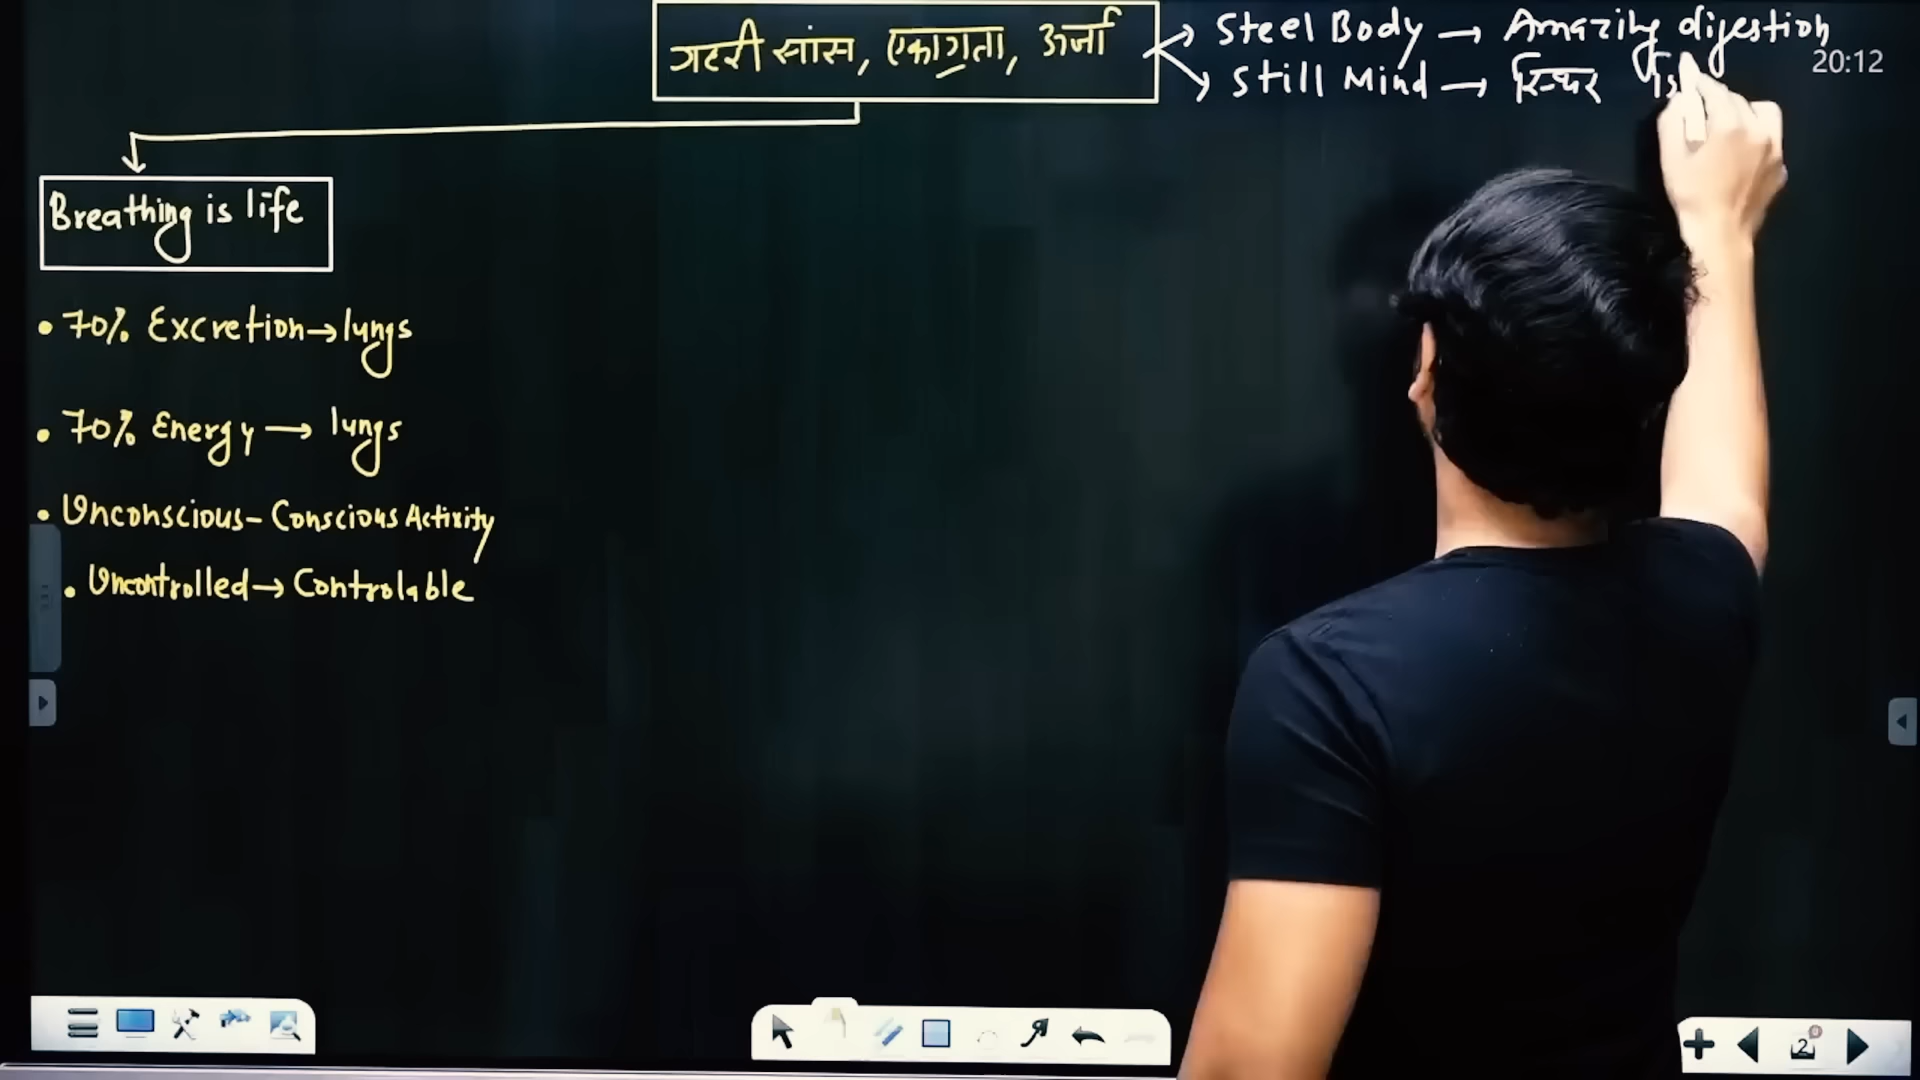 गहरी सांस, एकाग्रता, ऊर्जा
Steel Body → Amazing digestion
Still Mind → स्थिर
20:12
Breathing is life
• 70% Excretion → lungs
• 70% Energy → lungs
• Unconscious - Conscious Activity
• Uncontrolled → Controlable
2